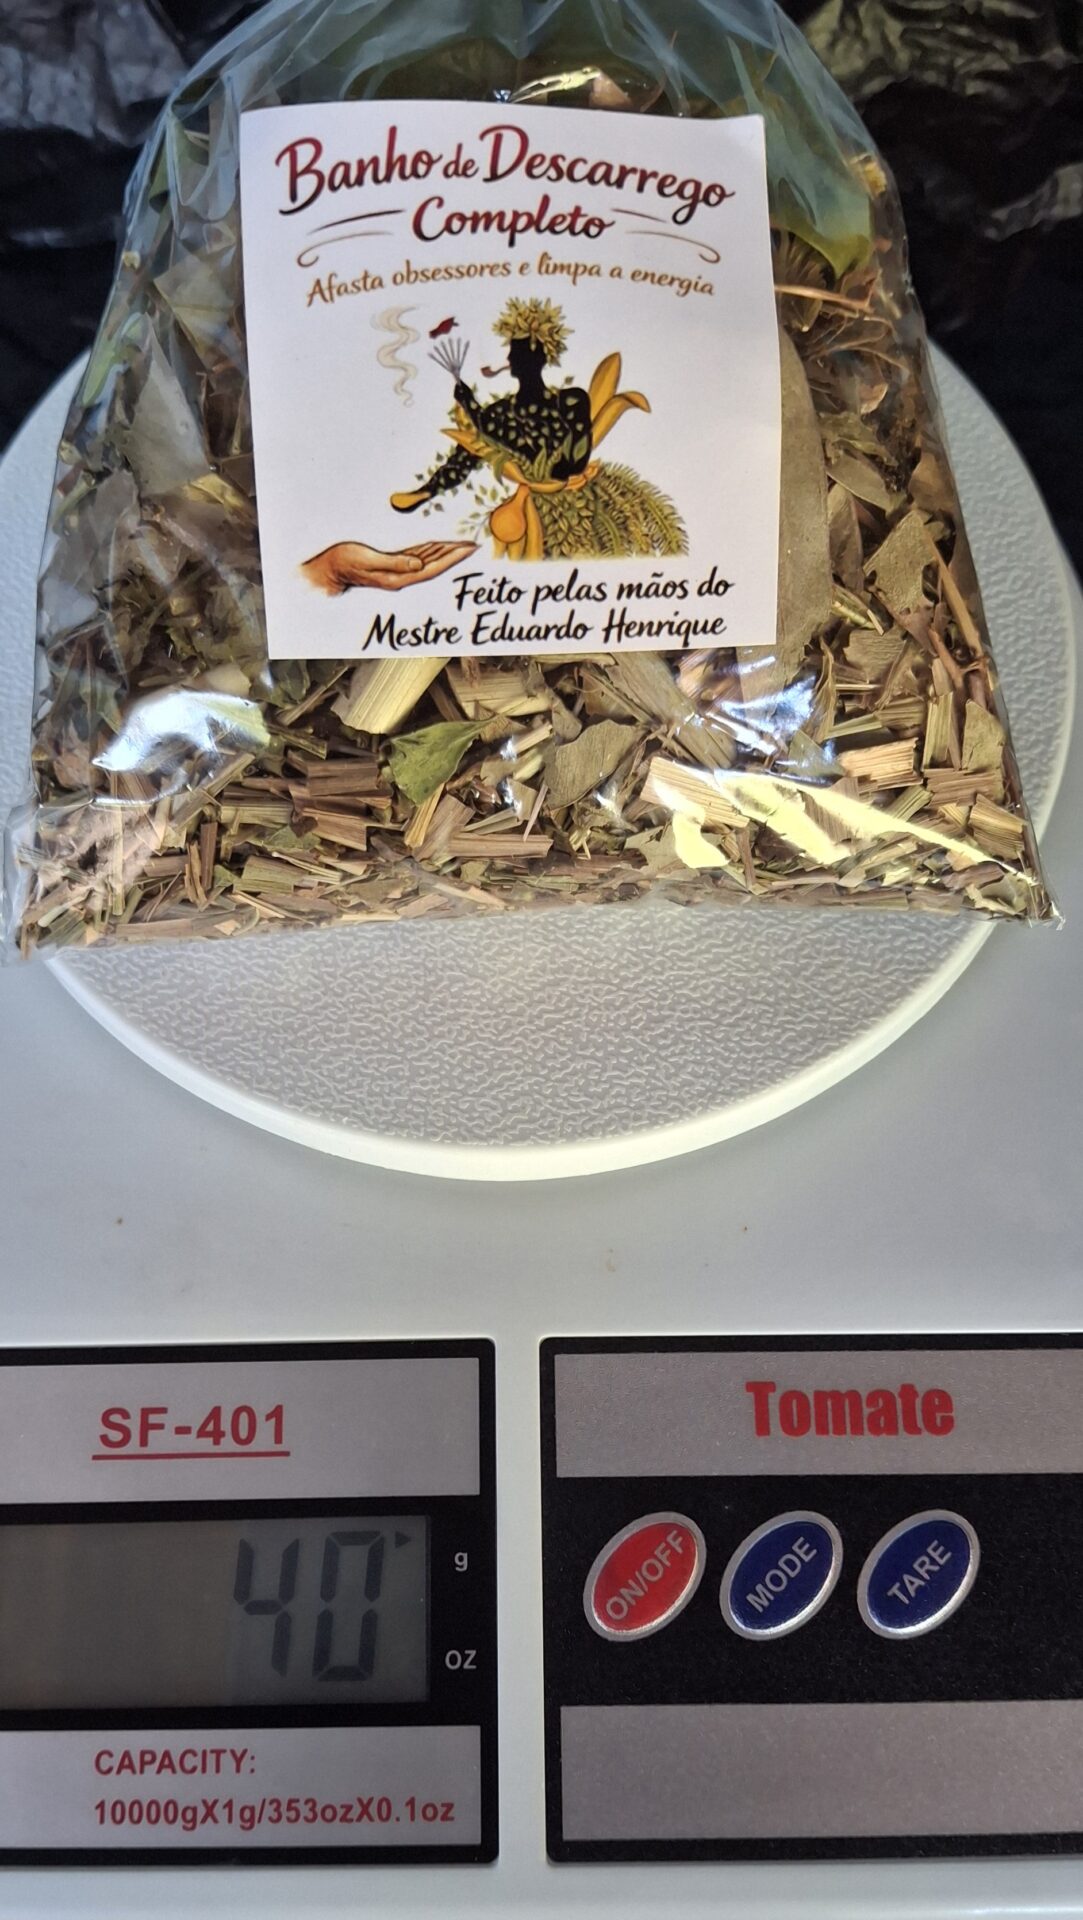 Banho de Descarrego
Completo
Afasta obsessores e limpa a energia
Feito pelas mãos do
Mestre Eduardo Henrique
SF-401
Tomate
40
g
oz
ON/OFF
MODE
TARE
CAPACITY:
10000gX1g/353ozX0.1oz